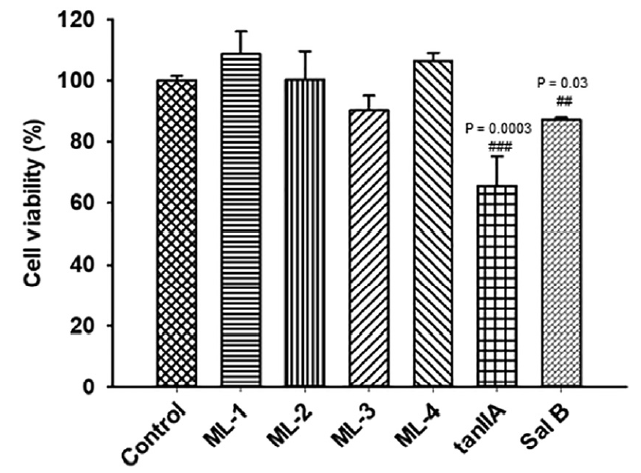 120
100
80
60
40
20
0
Cell viability (%)
P = 0.03
##
P = 0.0003
###
Control
ML-1
ML-2
ML-3
ML-4
tanIIA
Sal B